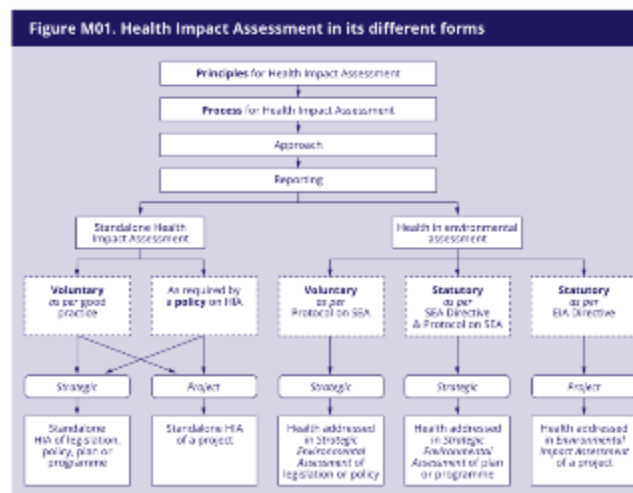 Figure M01. Health Impact Assessment in its different forms
Principles for Health Impact Assessment
Process for Health Impact Assessment
Approach
Reporting
Standalone Health
Impact Assessment
Health in environmental
assessment
Voluntary
as per good
practice
As required by
a policy on HIA
Voluntary
as per
Protocol on SEA
Statutory
as per
SEA Directive
& Protocol on SEA
Statutory
as per
EIA Directive
Strategic
Project
Strategic
Strategic
Project
Standalone
HIA of legislation,
policy, plan or
programme
Standalone HIA
of a project
Health addressed
in Strategic
Environmental
Assessment of
legislation or policy
Health addressed
in Strategic
Environmental
Assessment of plan
or programme
Health addressed
in Environmental
Impact Assessment
of a project